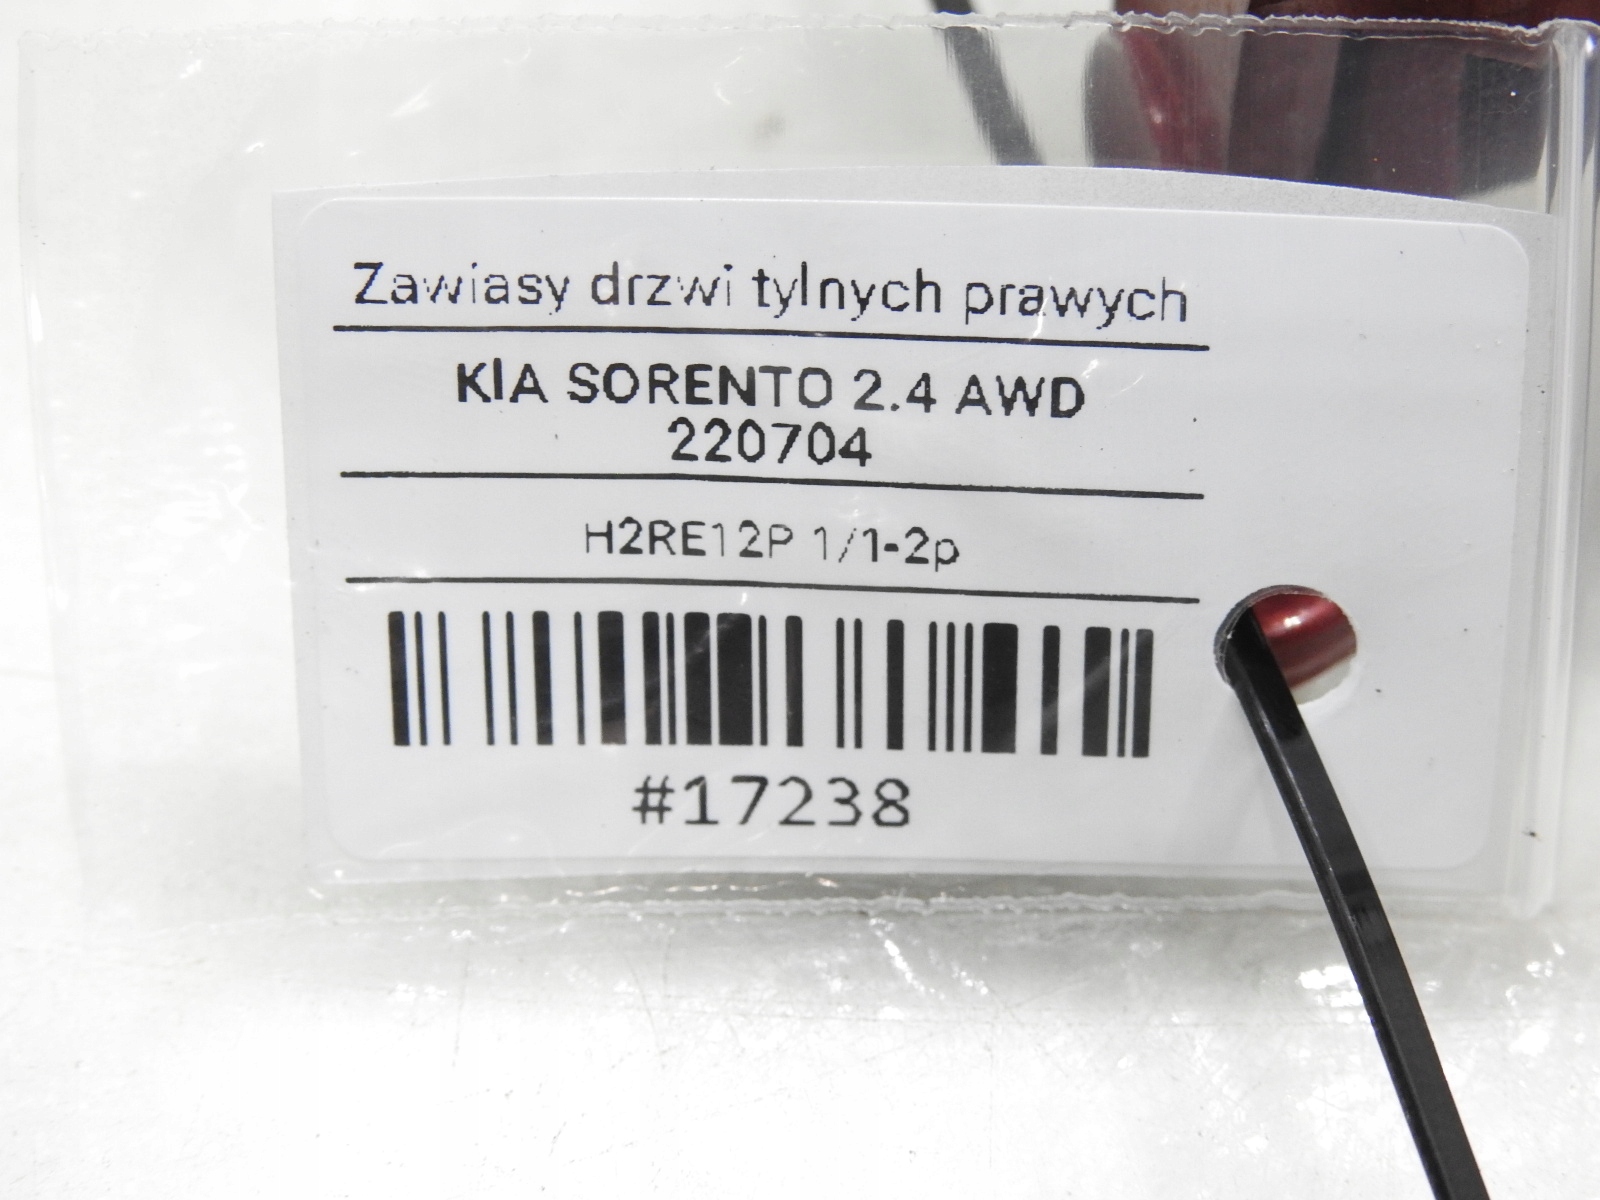 Zawiasy drzwi tylnych prawych
KIA SORENTO 2.4 AWD
220704
H2RE12P 1/1-2p
#17238